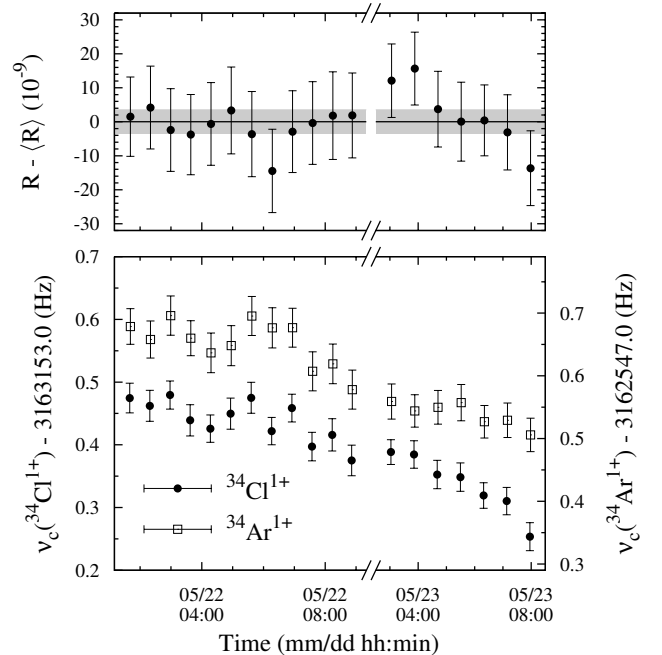 R - ⟨R⟩ (10⁻⁹)
30
20
10
0
-10
-20
-30
ν_c(³⁴Cl¹⁺) - 3163153.0 (Hz)
0.7
0.6
0.5
0.4
0.3
0.2
³⁴Cl¹⁺
³⁴Ar¹⁺
0.7
0.6
0.5
0.4
0.3
ν_c(³⁴Ar¹⁺) - 3162547.0 (Hz)
05/22 05/22 05/23 05/23
04:00 08:00 04:00 08:00
Time (mm/dd hh:min)